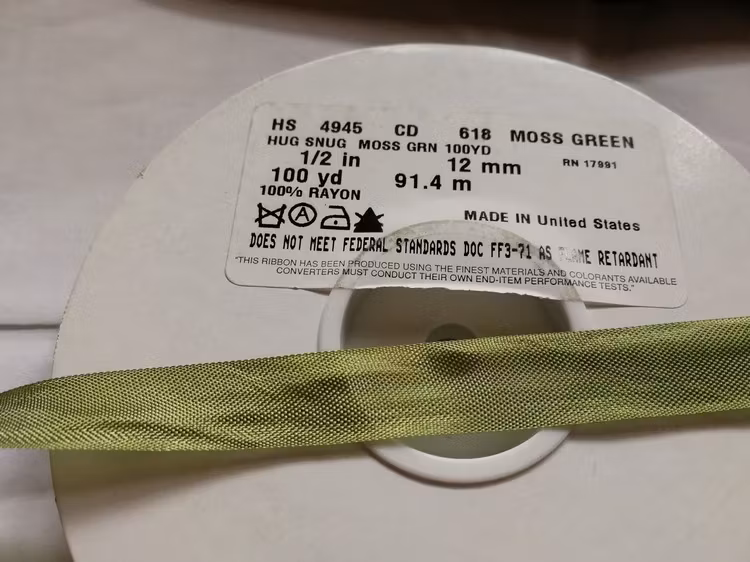 HS 4945 CD 618 MOSS GREEN
HUG SNUG MOSS GRN 100YD
1/2 in 12 mm RN 17991
100 yd 91.4 m
100% RAYON
A
MADE IN United States
DOES NOT MEET FEDERAL STANDARDS DOC FF3-71 AS FLAME RETARDANT
"THIS RIBBON HAS BEEN PRODUCED USING THE FINEST MATERIALS AND COLORANTS AVAILABLE
CONVERTERS MUST CONDUCT THEIR OWN END-ITEM PERFORMANCE TESTS."